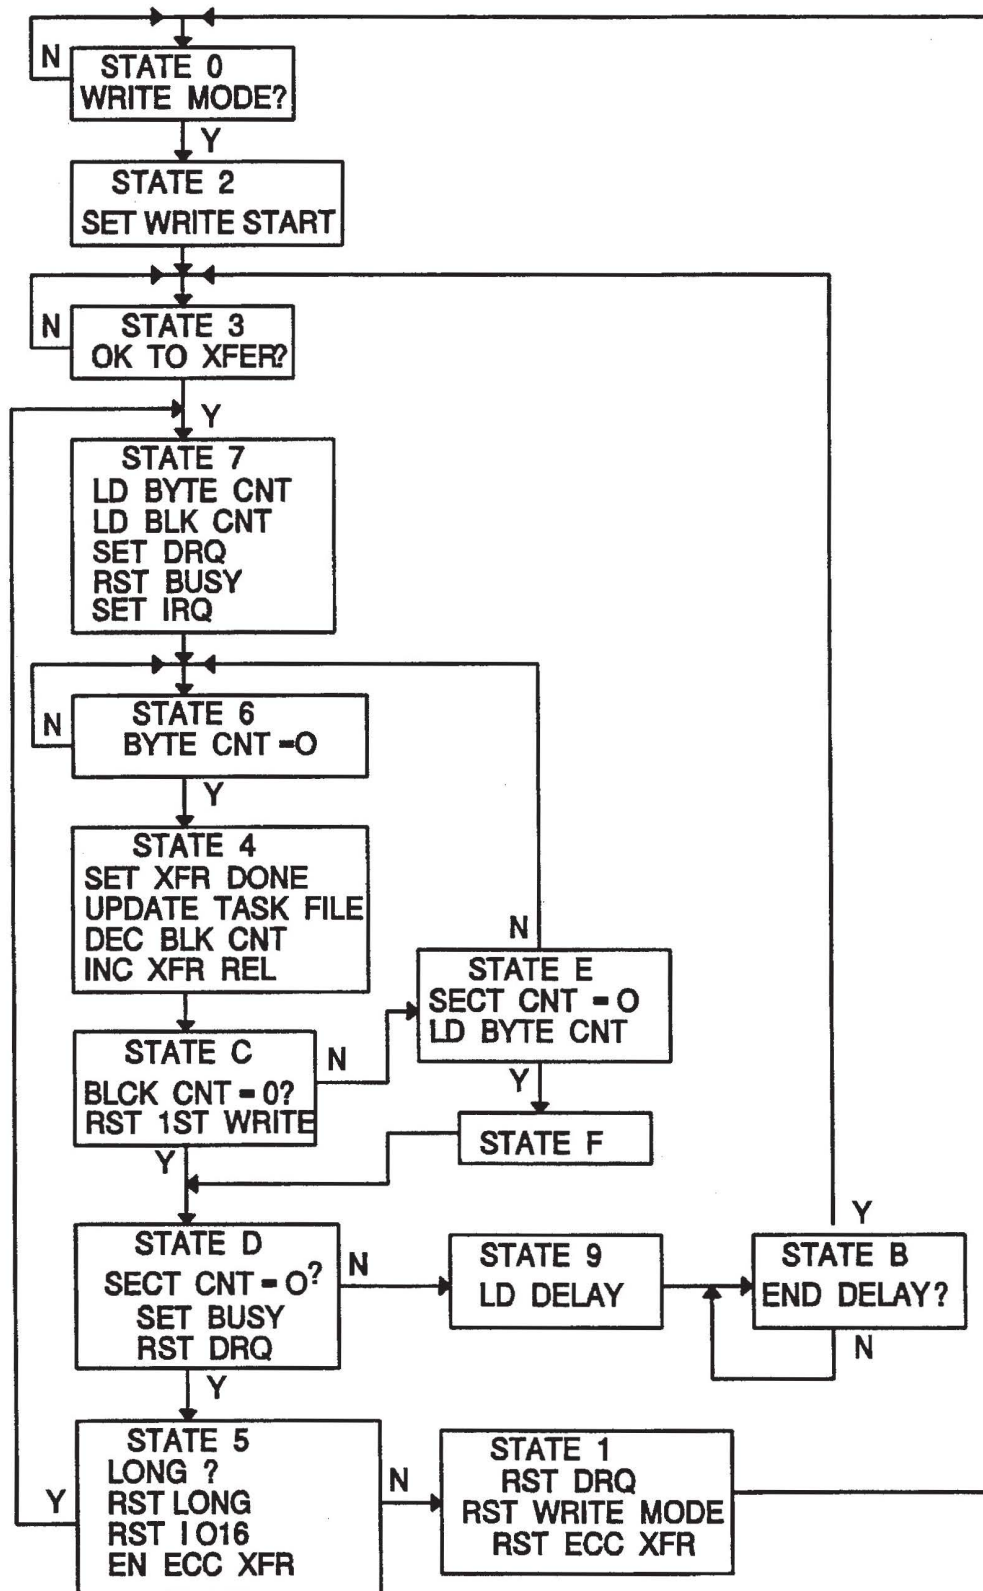 N
STATE 0
WRITE MODE?
Y
STATE 2
SET WRITE START
N
STATE 3
OK TO XFER?
Y
STATE 7
LD BYTE CNT
LD BLK CNT
SET DRQ
RST BUSY
SET IRQ
N
STATE 6
BYTE CNT =O
Y
STATE 4
SET XFR DONE
UPDATE TASK FILE
DEC BLK CNT
INC XFR REL
N
STATE E
SECT CNT = O
LD BYTE CNT
STATE C
BLCK CNT = 0?
RST 1ST WRITE
N
Y
STATE F
Y
STATE D
SECT CNT = O?
SET BUSY
RST DRQ
N
STATE 9
LD DELAY
Y
STATE B
END DELAY?
N
Y
STATE 5
LONG ?
RST LONG
RST I O16
EN ECC XFR
Y
N
STATE 1
RST DRQ
RST WRITE MODE
RST ECC XFR